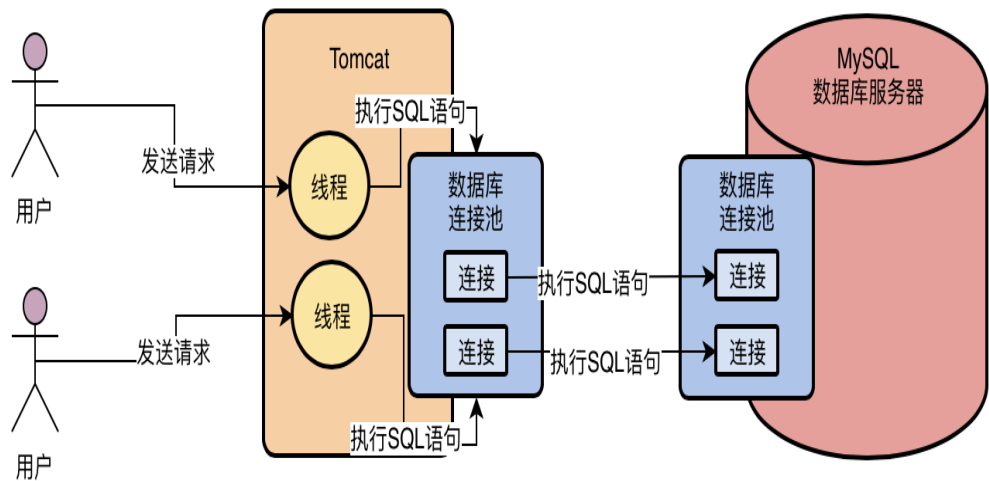 Tomcat
MySQL
数据库服务器
执行SQL语句
发送请求
线程
数据库
连接池
数据库
连接池
用户
连接
执行SQL语句
连接
线程
发送请求
连接
执行SQL语句
连接
执行SQL语句
用户